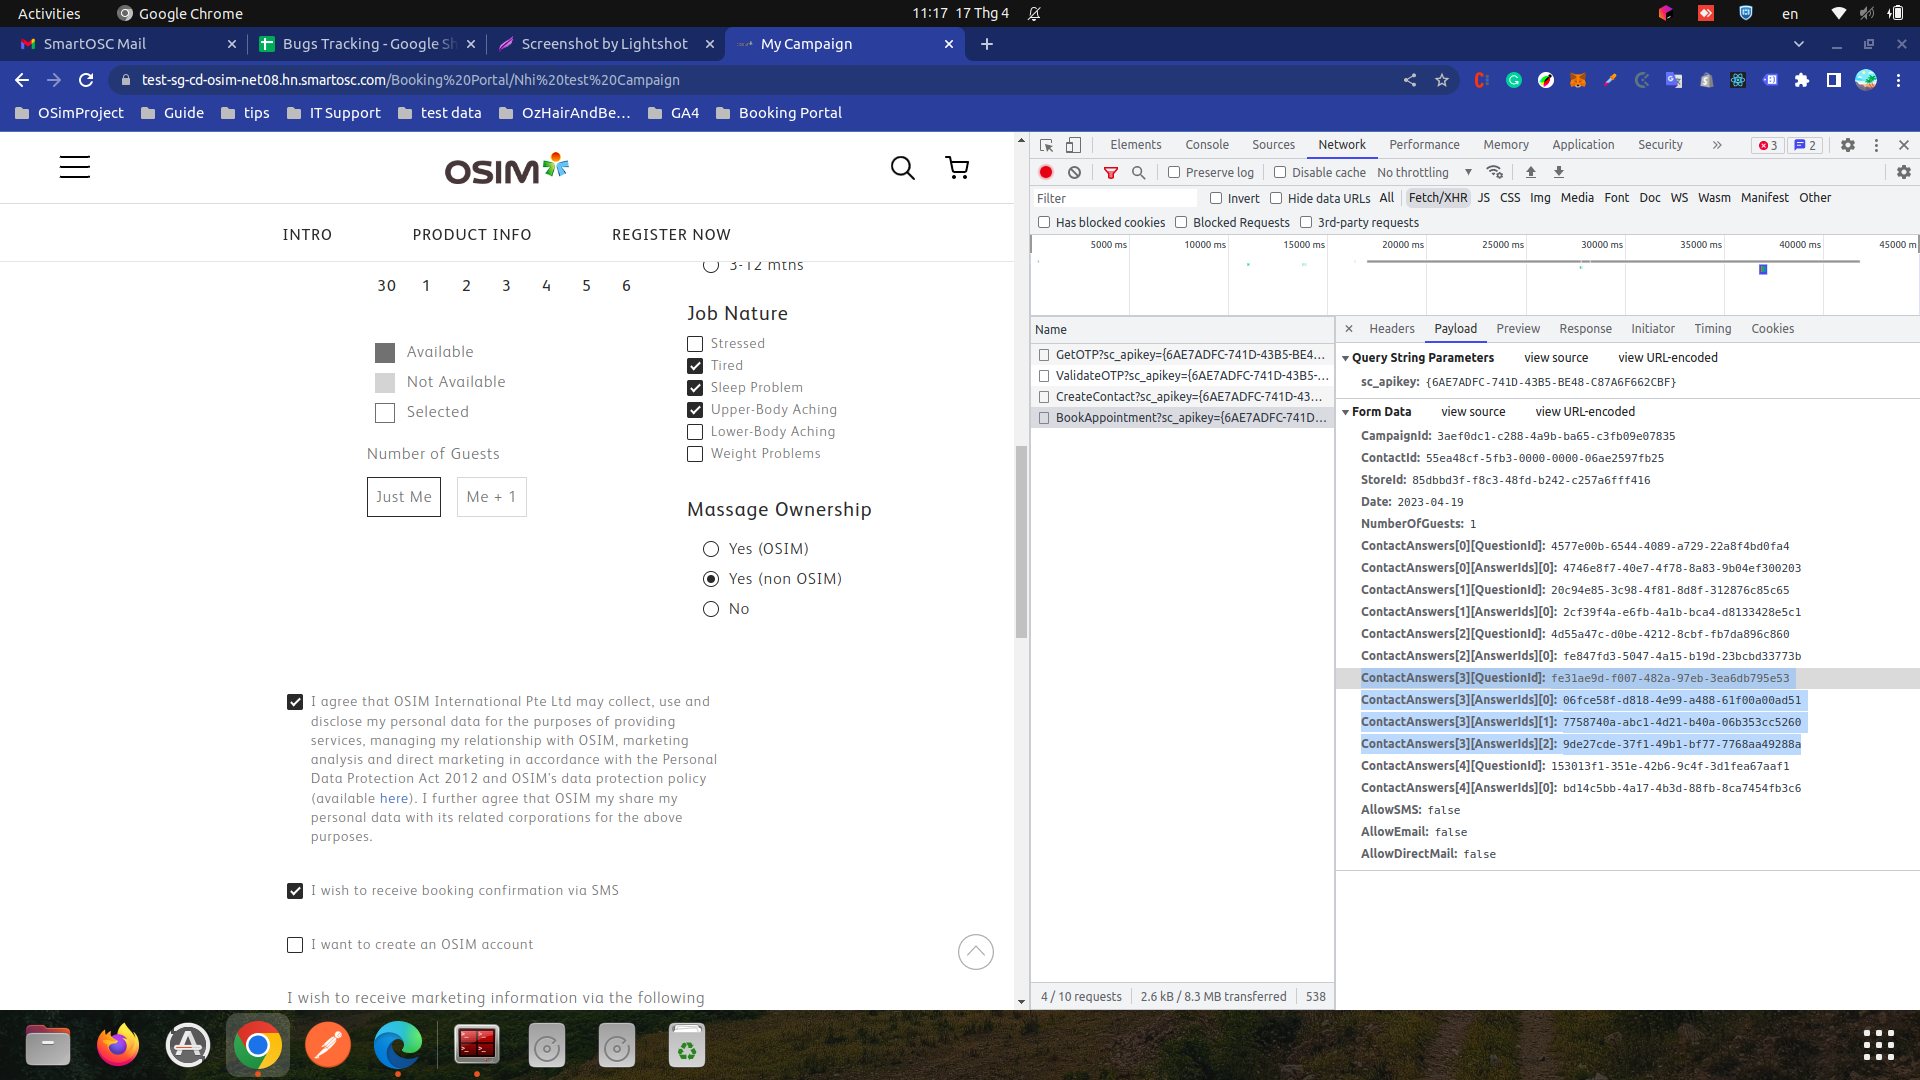 Activities
Google Chrome
11:17 17 Thg 4
en
SmartOSC Mail
Bugs Tracking - Google Sh
Screenshot by Lightshot
My Campaign
test-sg-cd-osim-net08.hn.smartosc.com/Booking%20Portal/Nhi%20test%20Campaign
OSimProject
Guide
tips
IT Support
test data
OzHairAndBe...
GA4
Booking Portal
OSIM
INTRO
PRODUCT INFO
REGISTER NOW
30 1 2 3 4 5 6
Available
Not Available
Selected
Number of Guests
Just Me
Me + 1
3-12 mths
Job Nature
Stressed
Tired
Sleep Problem
Upper-Body Aching
Lower-Body Aching
Weight Problems
Massage Ownership
Yes (OSIM)
Yes (non OSIM)
No
I agree that OSIM International Pte Ltd may collect, use and
disclose my personal data for the purposes of providing
services, managing my relationship with OSIM, marketing
analysis and direct marketing in accordance with the Personal
Data Protection Act 2012 and OSIM's data protection policy
(available here). I further agree that OSIM my share my
personal data with its related corporations for the above
purposes.
I wish to receive booking confirmation via SMS
I want to create an OSIM account
I wish to receive marketing information via the following
Elements Console Sources Network Performance Memory Application Security » 3 2
Preserve log Disable cache No throttling
Filter Invert Hide data URLs All Fetch/XHR JS CSS Img Media Font Doc WS Wasm Manifest Other
Has blocked cookies Blocked Requests 3rd-party requests
5000 ms 10000 ms 15000 ms 20000 ms 25000 ms 30000 ms 35000 ms 40000 ms 45000 m
Name
GetOTP?sc_apikey={6AE7ADFC-741D-43B5-BE4...
ValidateOTP?sc_apikey={6AE7ADFC-741D-43B5-...
CreateContact?sc_apikey={6AE7ADFC-741D-43...
BookAppointment?sc_apikey={6AE7ADFC-741D...
4 / 10 requests 2.6 kB / 8.3 MB transferred 538
Headers Payload Preview Response Initiator Timing Cookies
Query String Parameters view source view URL-encoded
sc_apikey: {6AE7ADFC-741D-43B5-BE48-C87A6F662CBF}
Form Data view source view URL-encoded
CampaignId: 3aef0dc1-c288-4a9b-ba65-c3fb09e07835
ContactId: 55ea48cf-5fb3-0000-0000-06ae2597fb25
StoreId: 85dbbd3f-f8c3-48fd-b242-c257a6fff416
Date: 2023-04-19
NumberOfGuests: 1
ContactAnswers[0][QuestionId]: 4577e00b-6544-4089-a729-22a8f4bd0fa4
ContactAnswers[0][AnswerIds][0]: 4746e8f7-40e7-4f78-8a83-9b04ef300203
ContactAnswers[1][QuestionId]: 20c94e85-3c98-4f81-8d8f-312876c85c65
ContactAnswers[1][AnswerIds][0]: 2cf39f4a-e6fb-4a1b-bca4-d8133428e5c1
ContactAnswers[2][QuestionId]: 4d55a47c-d0be-4212-8cbf-fb7da896c860
ContactAnswers[2][AnswerIds][0]: fe847fd3-5047-4a15-b19d-23bcbd33773b
ContactAnswers[3][QuestionId]: fe31ae9d-f007-482a-97eb-3ea6db795e53
ContactAnswers[3][AnswerIds][0]: 06fce58f-d818-4e99-a488-61f00a00ad51
ContactAnswers[3][AnswerIds][1]: 7758740a-abc1-4d21-b40a-06b353cc5260
ContactAnswers[3][AnswerIds][2]: 9de27cde-37f1-49b1-bf77-7768aa49288a
ContactAnswers[4][QuestionId]: 153013f1-351e-42b6-9c4f-3d1fea67aaf1
ContactAnswers[4][AnswerIds][0]: bd14c5bb-4a17-4b3d-88fb-8ca7454fb3c6
AllowSMS: false
AllowEmail: false
AllowDirectMail: false